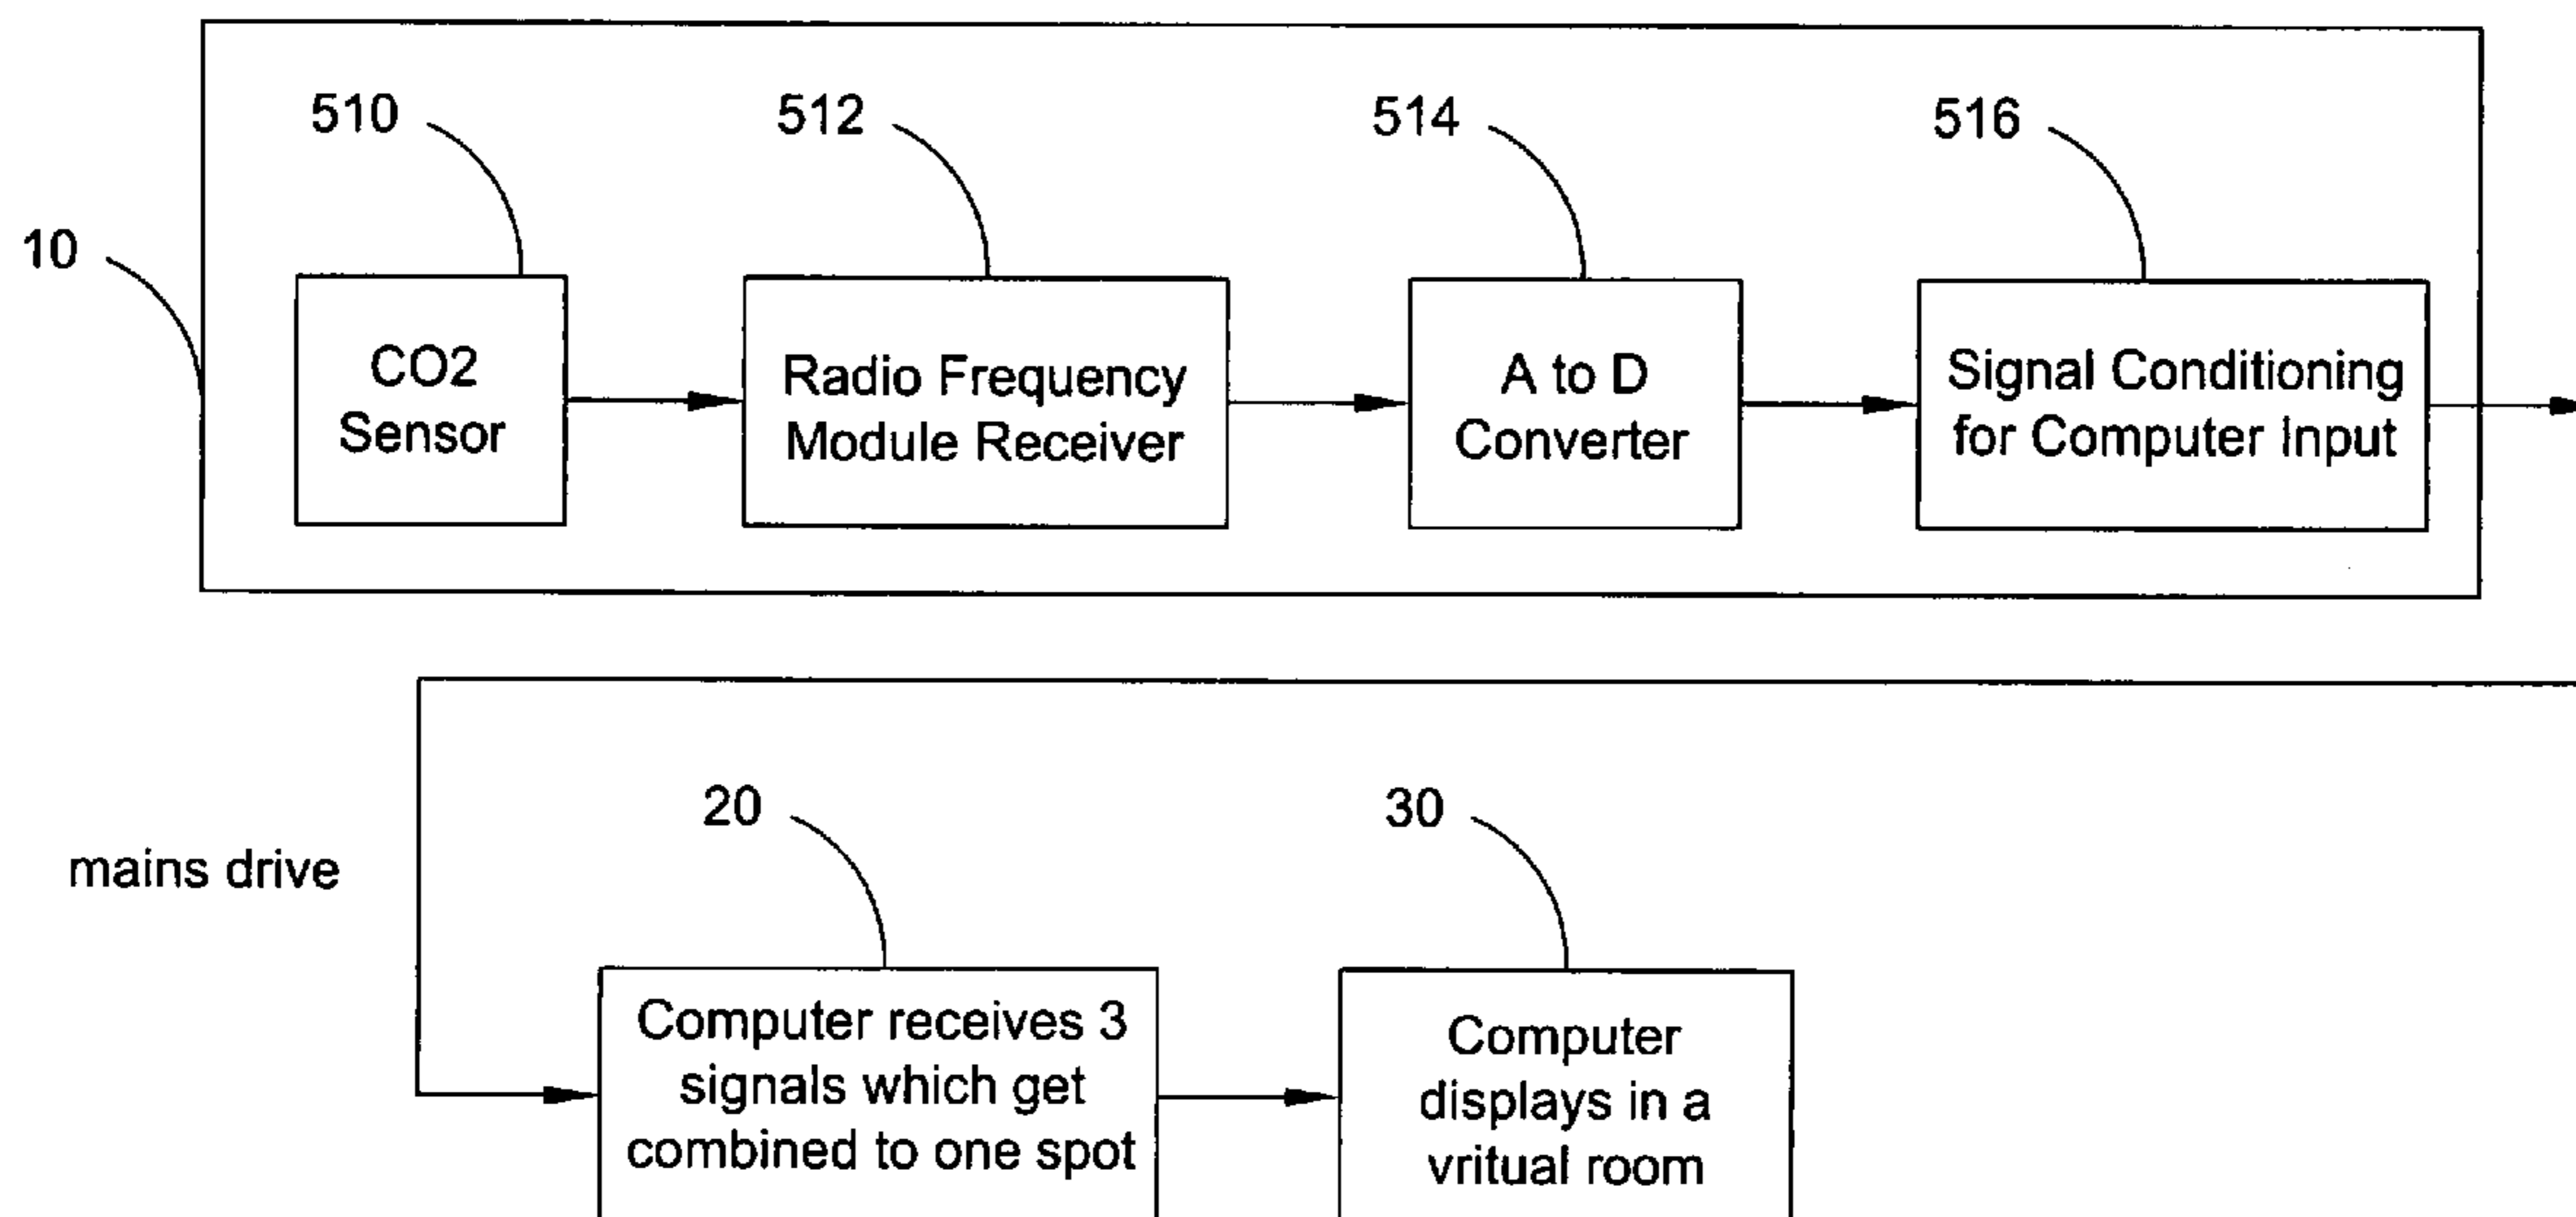 510
512
514
516
10
CO2
Sensor
Radio Frequency
Module Receiver
A to D
Converter
Signal Conditioning
for Computer Input
20
30
mains drive
Computer receives 3
signals which get
combined to one spot
Computer
displays in a
vritual room